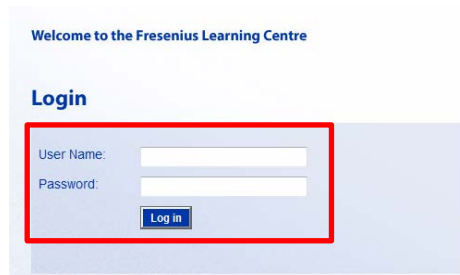 Welcome to the Fresenius Learning Centre
Login
User Name:
Password:
Log in